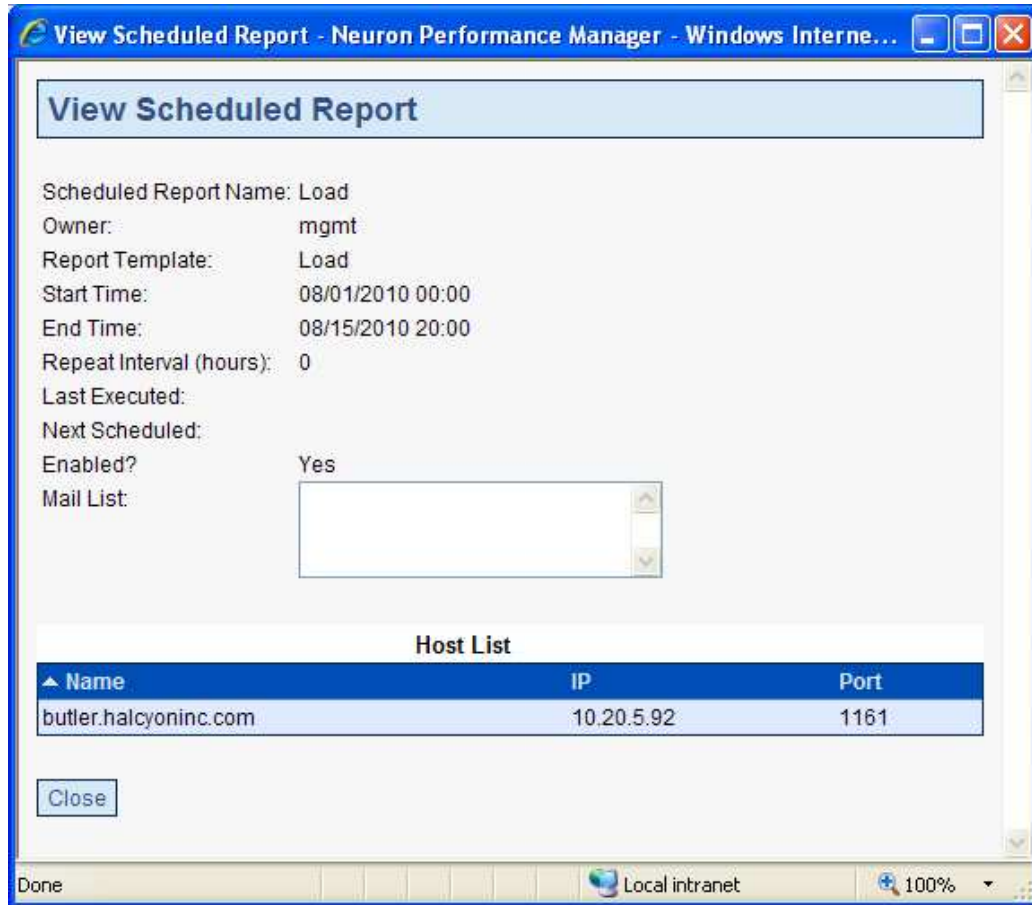 View Scheduled Report - Neuron Performance Manager - Windows Interne...
View Scheduled Report
Scheduled Report Name: Load
Owner: mgmt
Report Template: Load
Start Time: 08/01/2010 00:00
End Time: 08/15/2010 20:00
Repeat Interval (hours): 0
Last Executed:
Next Scheduled:
Enabled? Yes
Mail List:
Host List
Name IP Port
butler.halcyoninc.com 10.20.5.92 1161
Close
Done Local intranet 100%